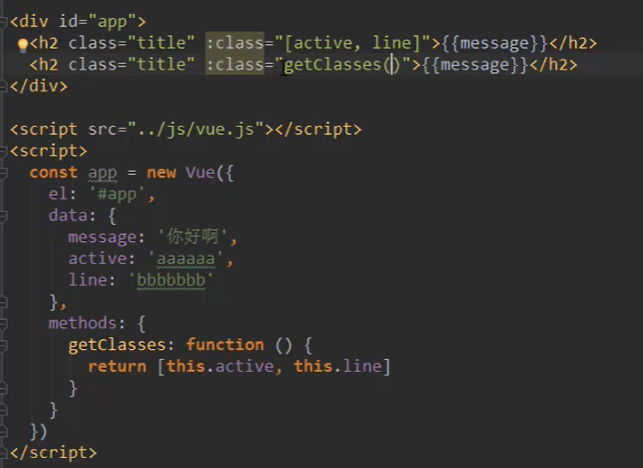 <div id="app">
<h2 class="title" :class="[active, line]">{{message}}</h2>
<h2 class="title" :class="getClasses()">{{message}}</h2>
</div>
<script src="../js/vue.js"></script>
<script>
const app = new Vue({
el: '#app',
data: {
message: '你好啊',
active: 'aaaaaa',
line: 'bbbbbbb'
},
methods: {
getClasses: function () {
return [this.active, this.line]
}
}
})
</script>